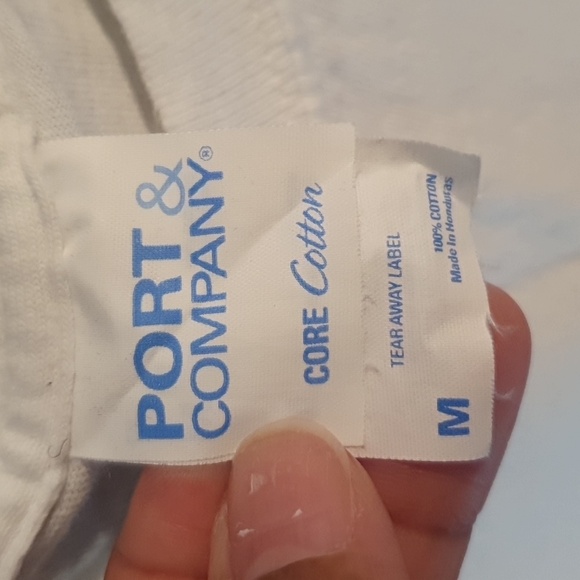 PORT &
COMPANY®
CORE Cotton
TEAR AWAY LABEL
100% COTTON
Made In Honduras
M